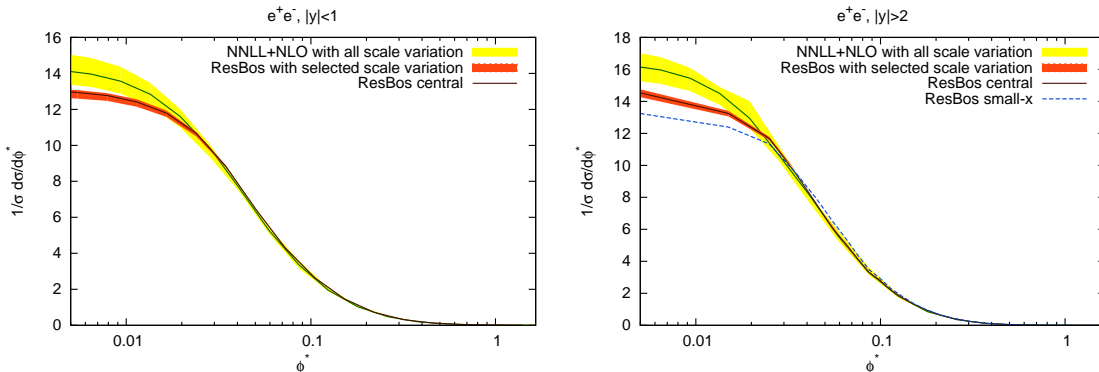 e+e-, |y|<1
16
14
12
10
8
6
4
2
0
1/σ dσ/dϕ*
0.01
0.1
1
ϕ*
NNLL+NLO with all scale variation
ResBos with selected scale variation
ResBos central
e+e-, |y|>2
18
16
14
12
10
8
6
4
2
0
1/σ dσ/dϕ*
0.01
0.1
1
ϕ*
NNLL+NLO with all scale variation
ResBos with selected scale variation
ResBos central
ResBos small-x